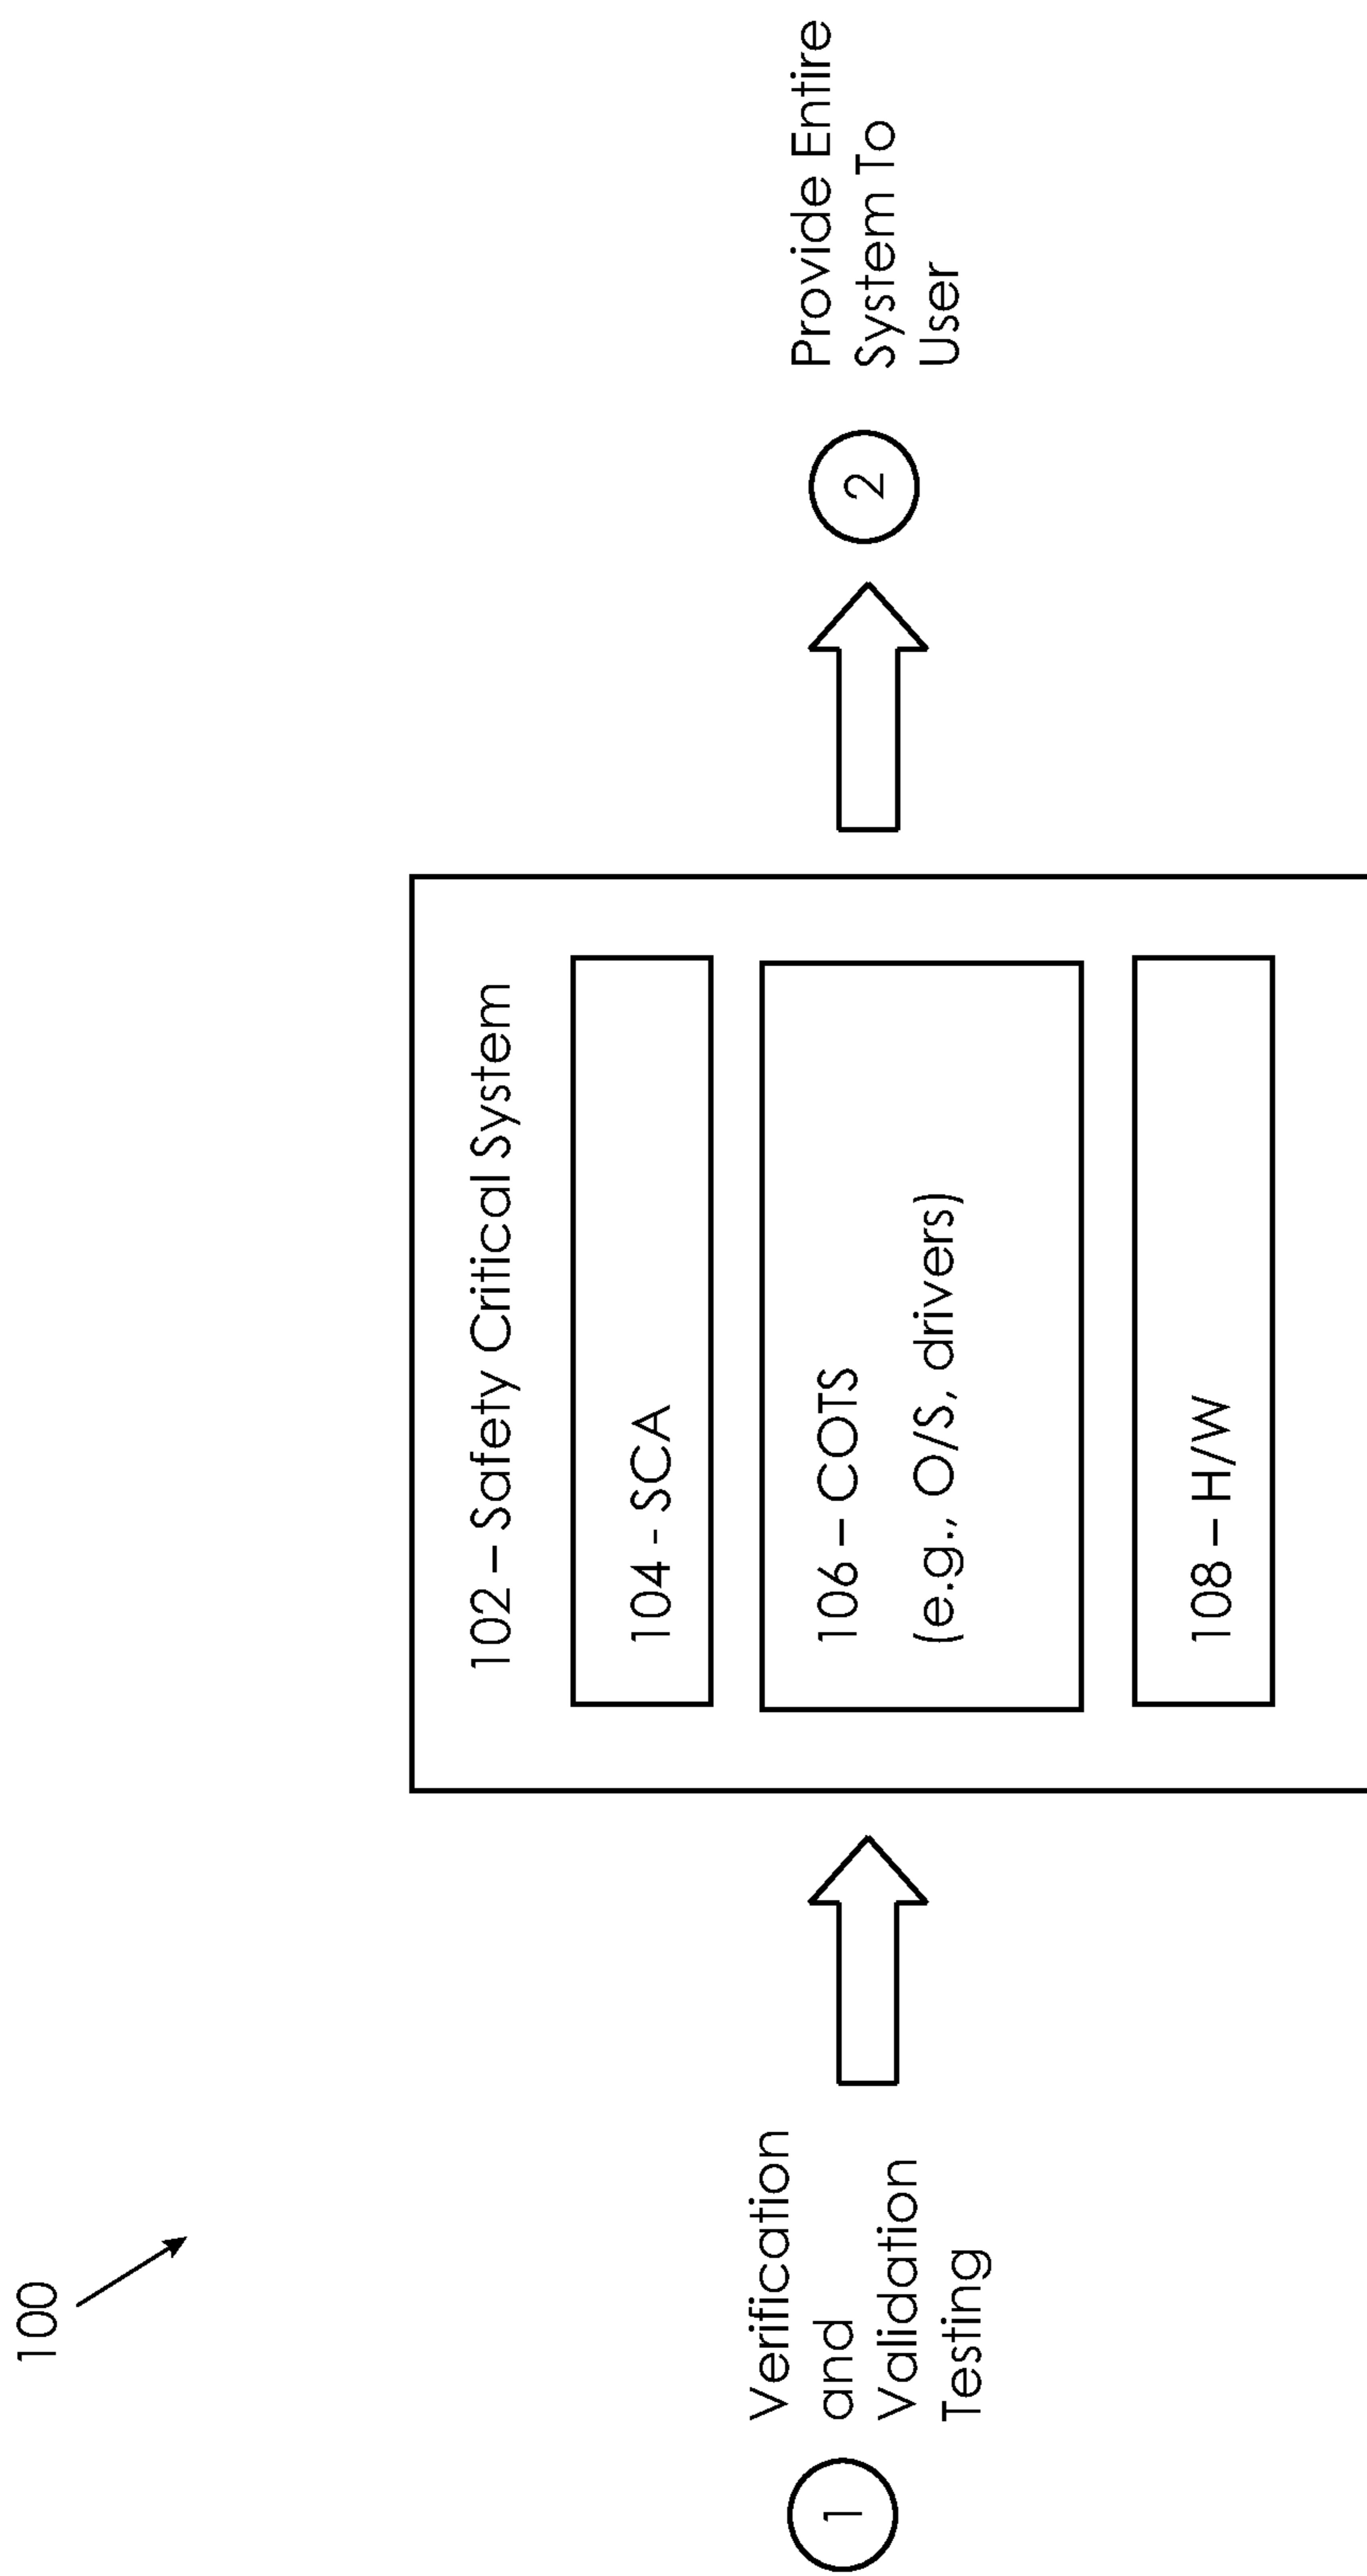 100
1
Verification
and
Validation
Testing
102 – Safety Critical System
104 - SCA
106 – COTS
(e.g., O/S, drivers)
108 – H/W
2
Provide Entire
System To
User